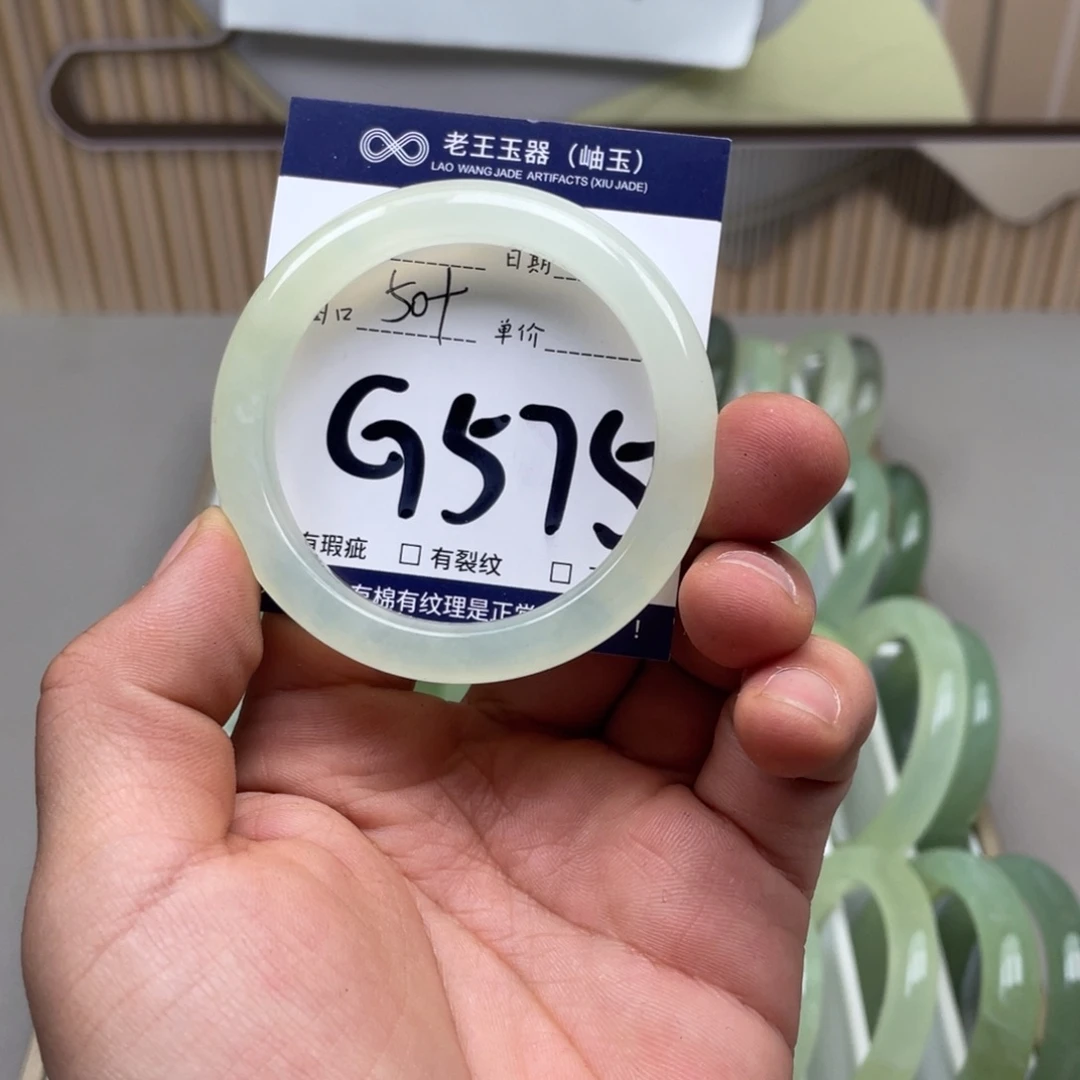 老王玉器（岫玉）
LAO WANG JADE ARTIFACTS (XIU JADE)
日期
口 50+ 单价
G575
有瑕疵 □ 有裂纹 □
有棉有纹理是正常 !